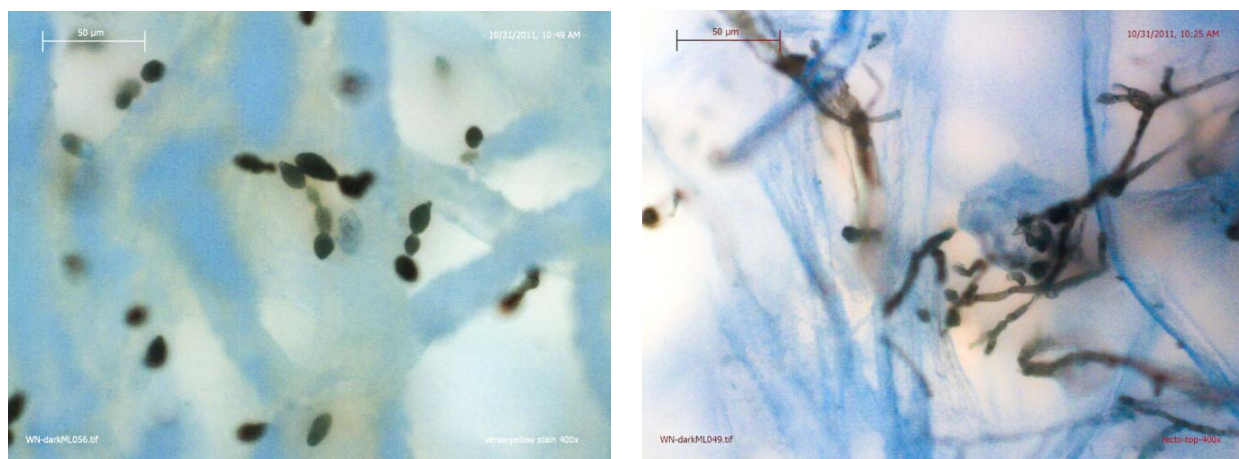 50 µm
10/31/2011, 10:49 AM
WN-darkML056.tif
verso-yellow stain 400x
50 µm
10/31/2011, 10:25 AM
WN-darkML049.tif
recto-top-400x